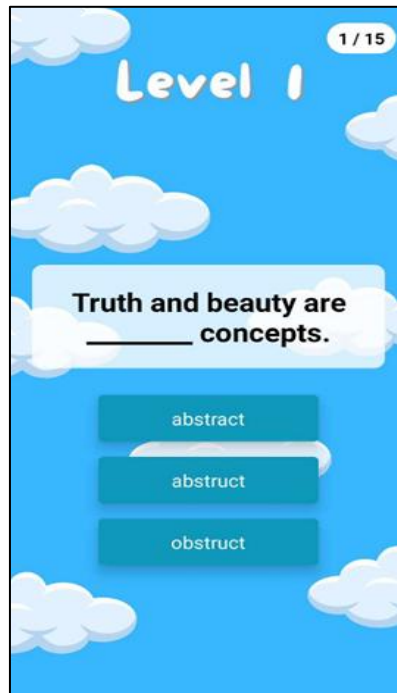 1 / 15
Level 1
Truth and beauty are
_______ concepts.
abstract
abstruct
obstruct